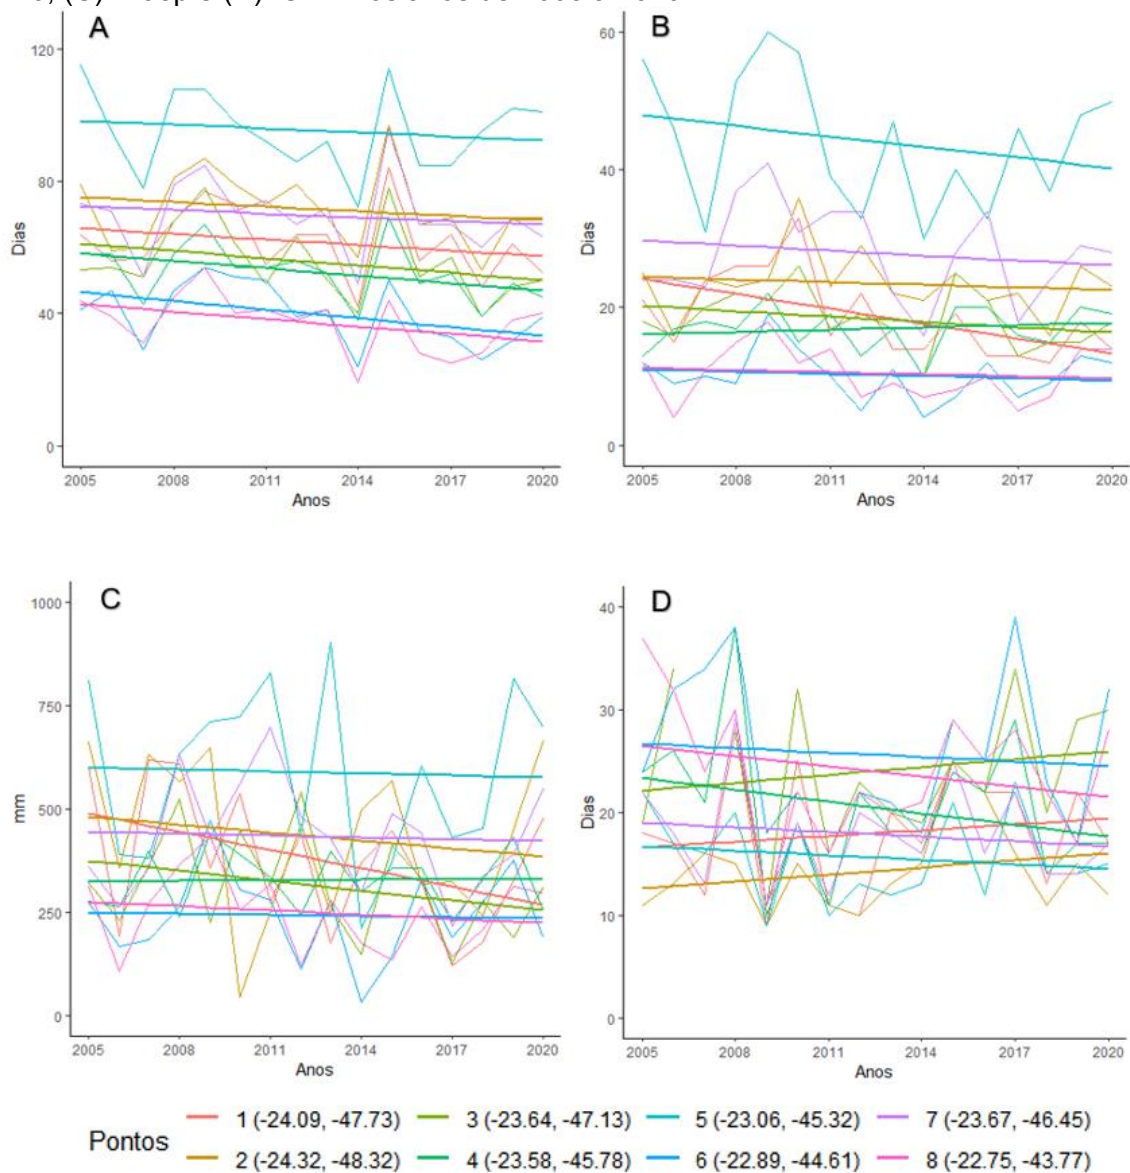 A
120
80
40
0
Dias
2005 2008 2011 2014 2017 2020
Anos
B
60
40
20
0
Dias
2005 2008 2011 2014 2017 2020
Anos
C
1000
750
500
250
0
mm
2005 2008 2011 2014 2017 2020
Anos
D
40
30
20
10
0
Dias
2005 2008 2011 2014 2017 2020
Anos
Pontos
1 (-24.09, -47.73) 3 (-23.64, -47.13) 5 (-23.06, -45.32) 7 (-23.67, -46.45)
2 (-24.32, -48.32) 4 (-23.58, -45.78) 6 (-22.89, -44.61) 8 (-22.75, -43.77)